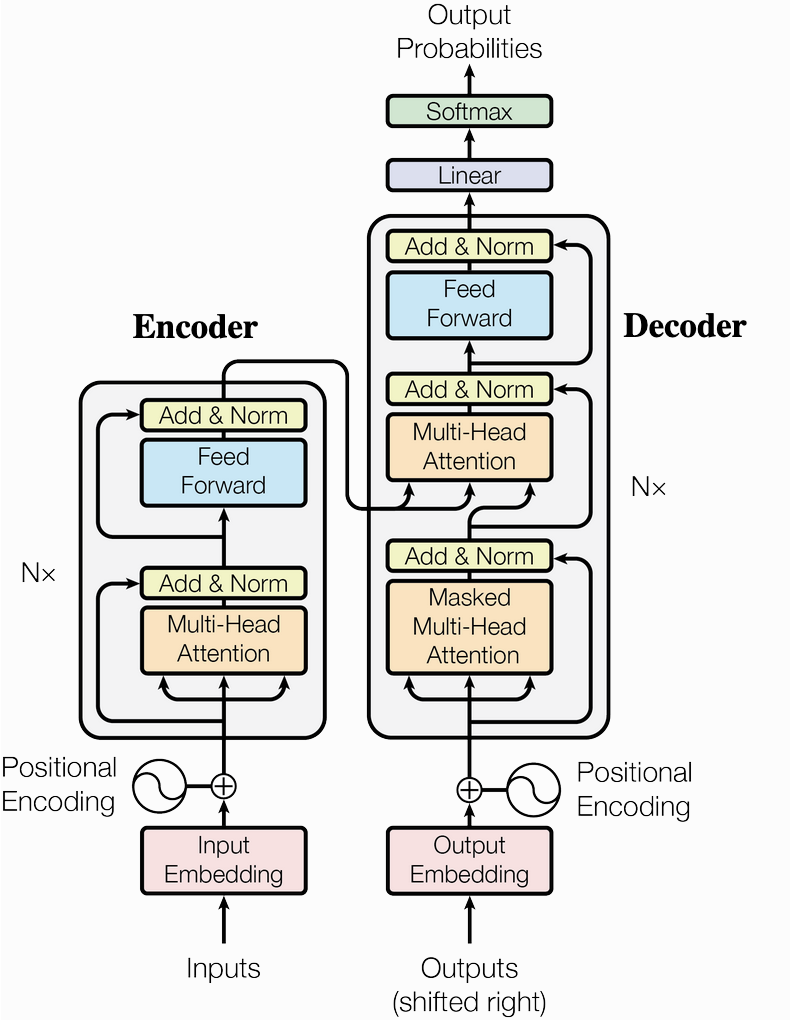 Output
Probabilities
Softmax
Linear
Add & Norm
Feed
Forward
Add & Norm
Multi-Head
Attention
Add & Norm
Masked
Multi-Head
Attention
Decoder
N×
Positional
Encoding
Output
Embedding
Outputs
(shifted right)
Encoder
Add & Norm
Feed
Forward
Add & Norm
Multi-Head
Attention
N×
Positional
Encoding
Input
Embedding
Inputs